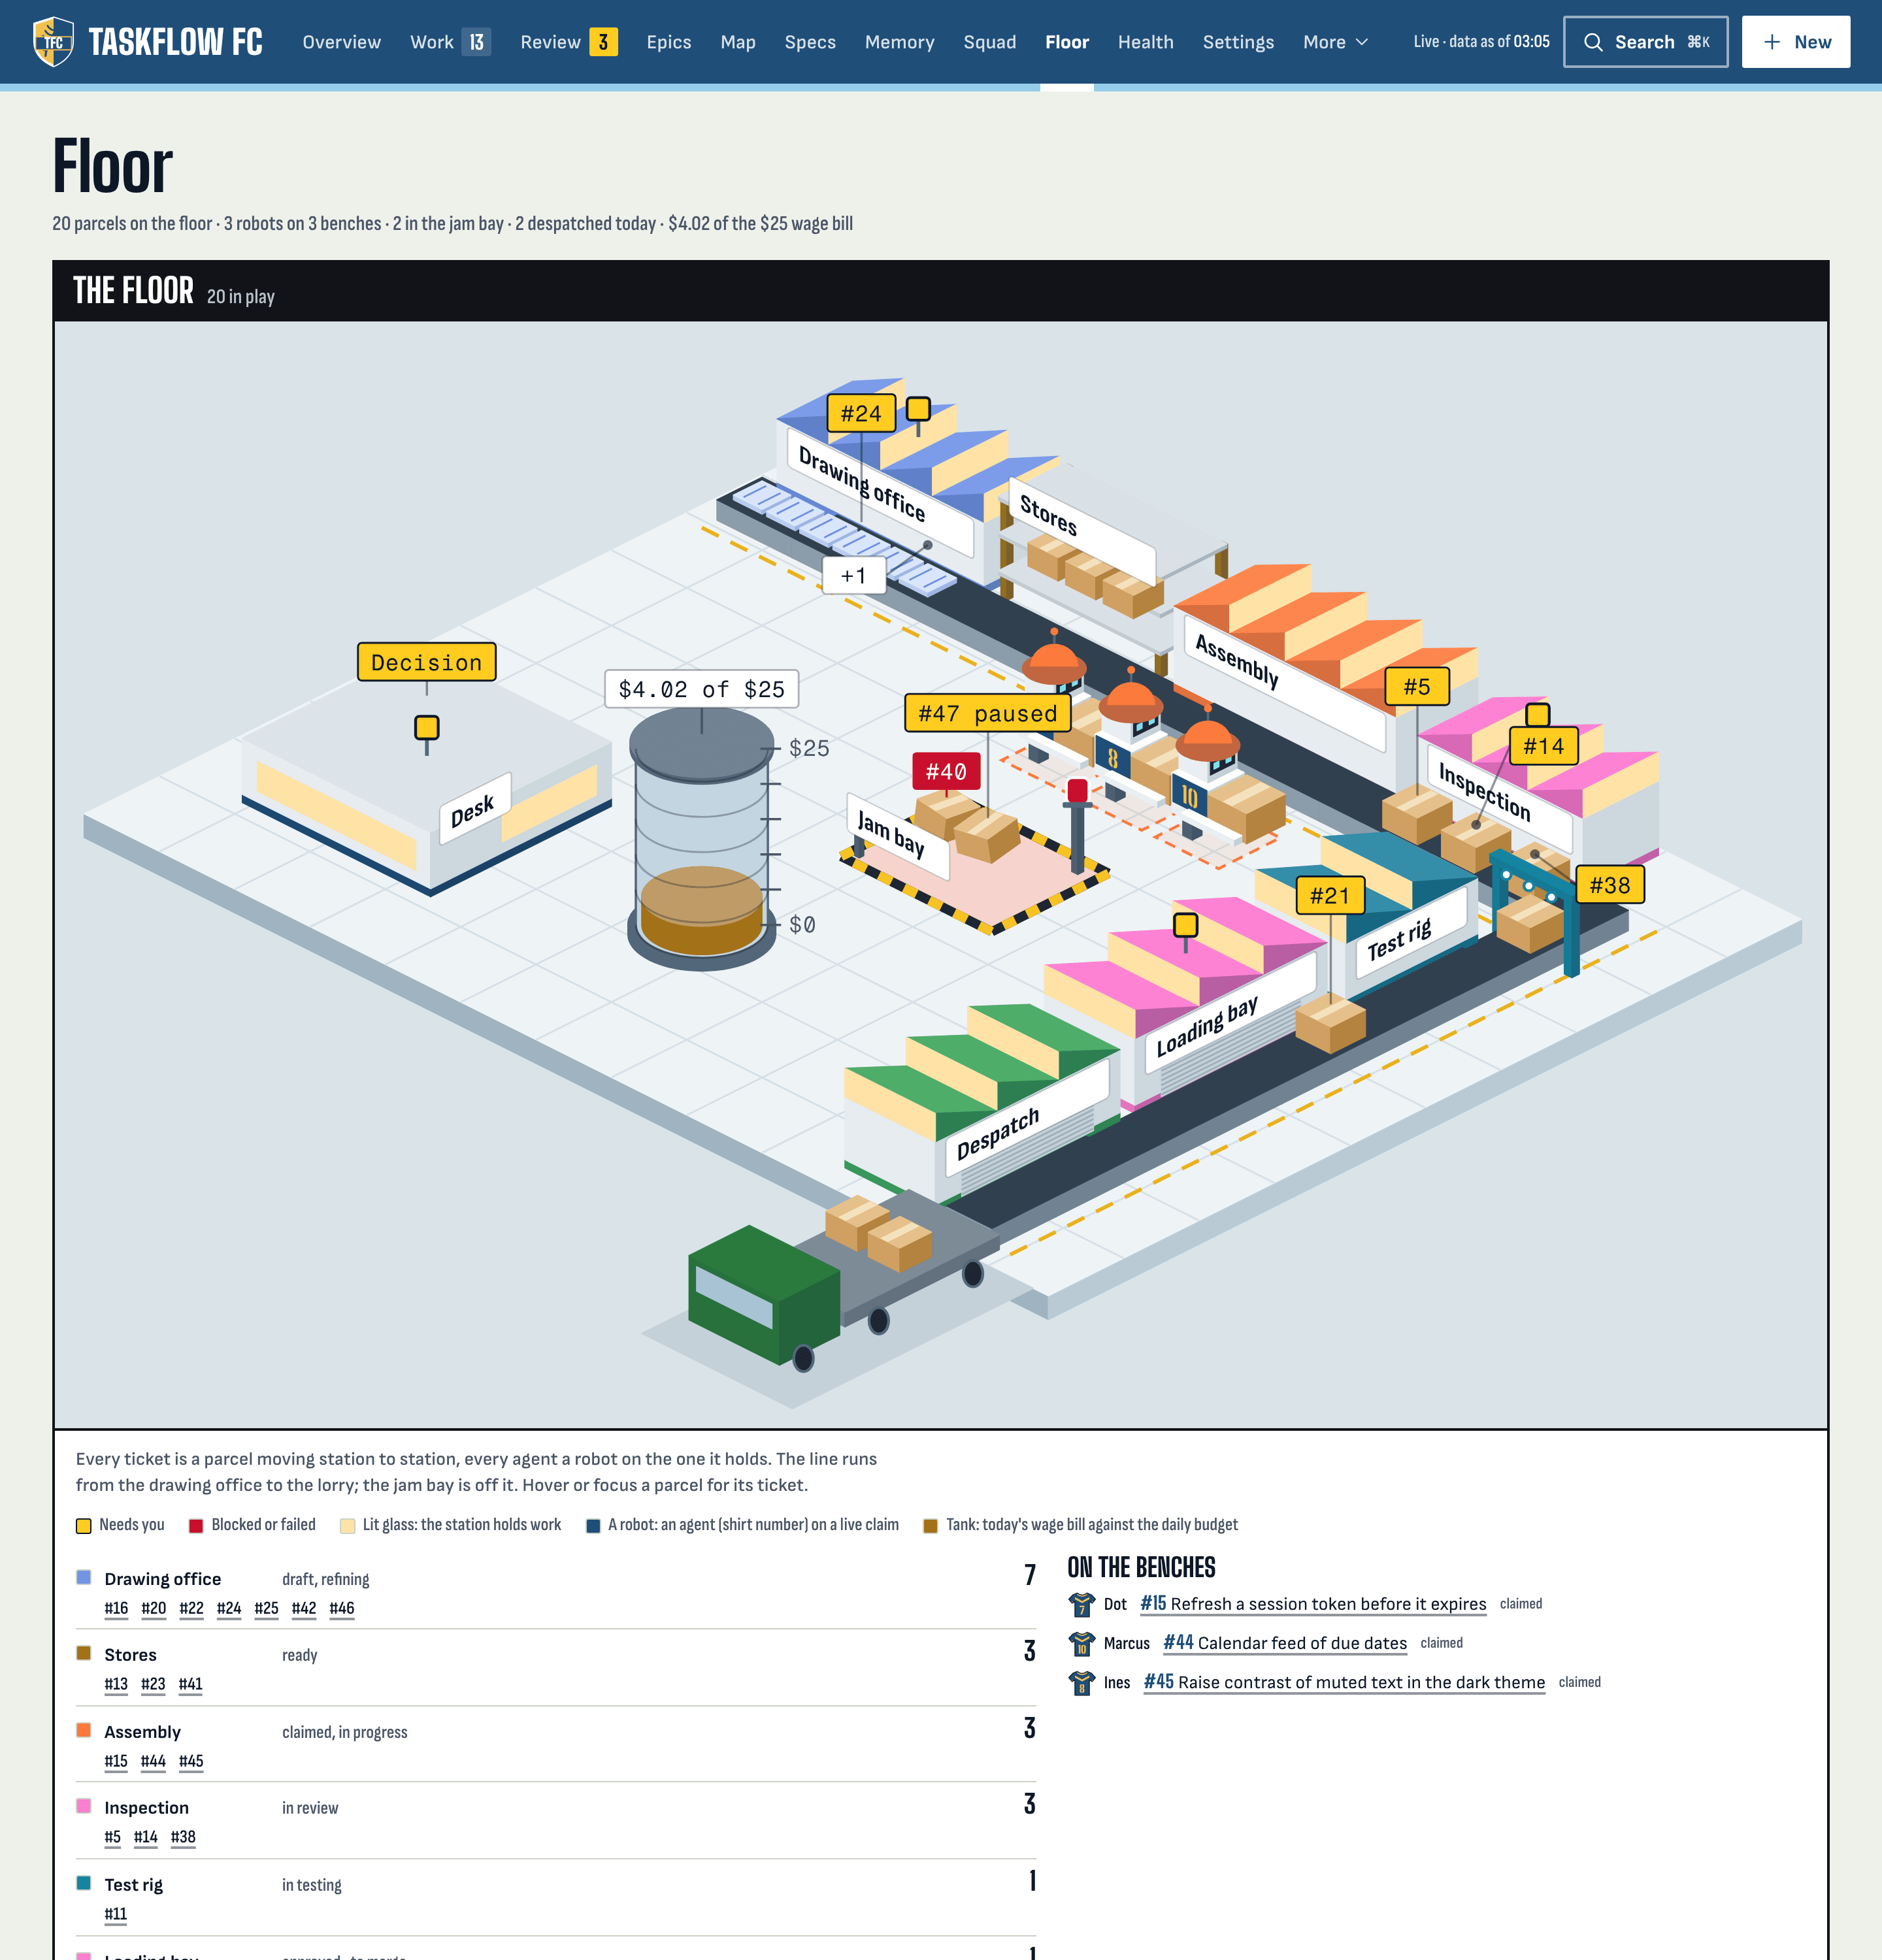 TFC
TASKFLOW FC
Overview
Work 13
Review 3
Epics
Map
Specs
Memory
Squad
Floor
Health
Settings
More
Live · data as of 03:05
Search ⌘K
+ New
Floor
20 parcels on the floor · 3 robots on 3 benches · 2 in the jam bay · 2 despatched today · $4.02 of the $25 wage bill
THE FLOOR 20 in play
#24
Drawing office
Stores
+1
Assembly
Decision
$4.02 of $25
#5
#47 paused
#14
$25
8
#40
Inspection
10
Desk
Jam bay
#38
#21
$0
Test rig
Loading bay
Despatch
Every ticket is a parcel moving station to station, every agent a robot on the one it holds. The line runs
from the drawing office to the lorry; the jam bay is off it. Hover or focus a parcel for its ticket.
Needs you
Blocked or failed
Lit glass: the station holds work
A robot: an agent (shirt number) on a live claim
Tank: today's wage bill against the daily budget
Drawing office draft, refining 7
#16 #20 #22 #24 #25 #42 #46
Stores ready 3
#13 #23 #41
Assembly claimed, in progress 3
#15 #44 #45
Inspection in review 3
#5 #14 #38
Test rig in testing 1
#11
ON THE BENCHES
7 Dot #15 Refresh a session token before it expires claimed
10 Marcus #44 Calendar feed of due dates claimed
8 Ines #45 Raise contrast of muted text in the dark theme claimed